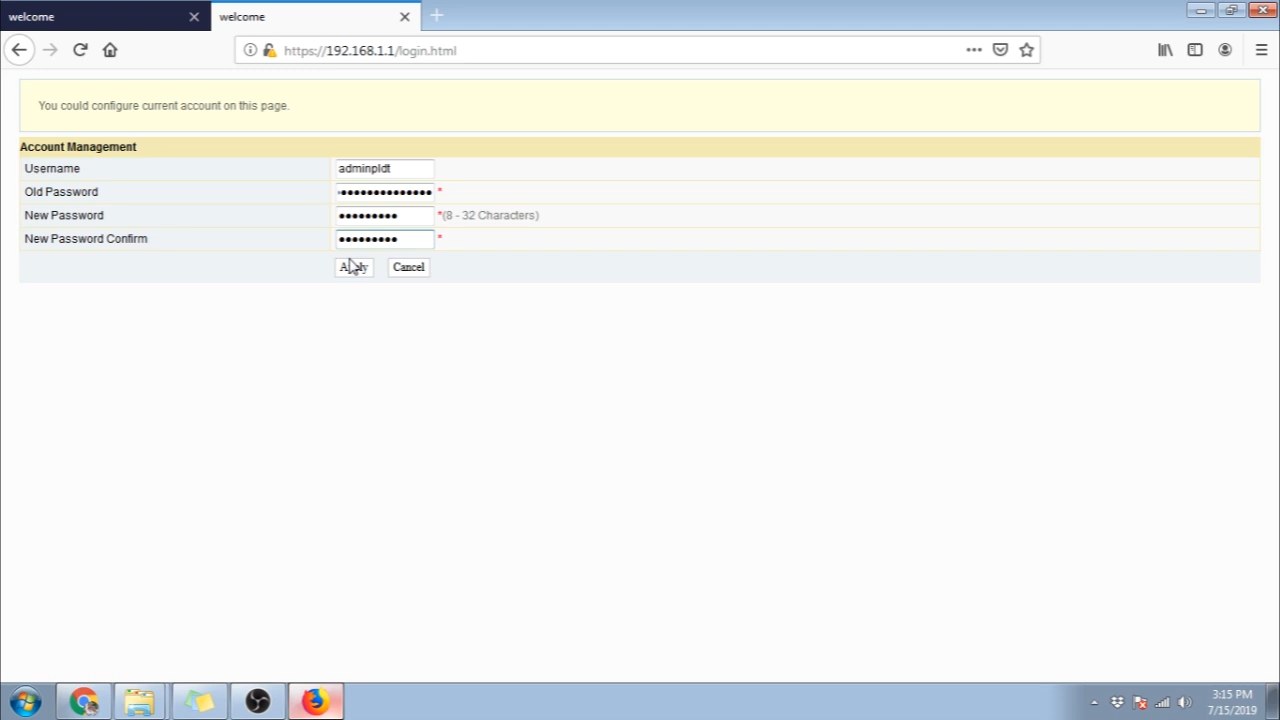 welcome
welcome
https://192.168.1.1/login.html
You could configure current account on this page.
Account Management
Username adminpldt
Old Password ●●●●●●●●●●●●●● *
New Password ●●●●●●●●● *(8 - 32 Characters)
New Password Confirm ●●●●●●●●● *
Apply Cancel
3:15 PM
7/15/2019